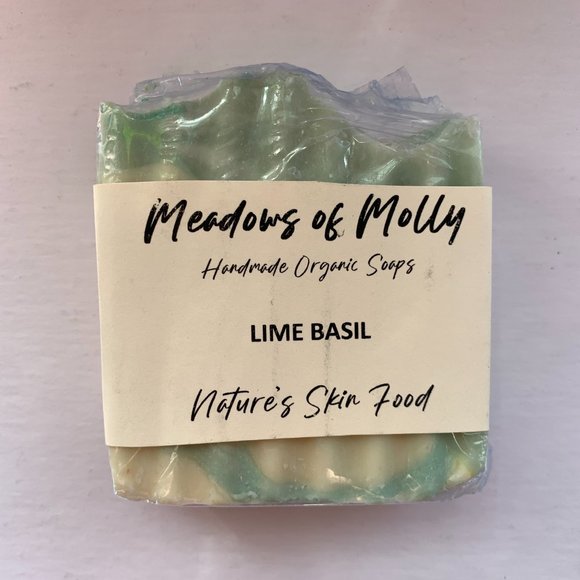 Meadows of Molly
Handmade Organic Soaps
LIME BASIL
Nature's Skin Food